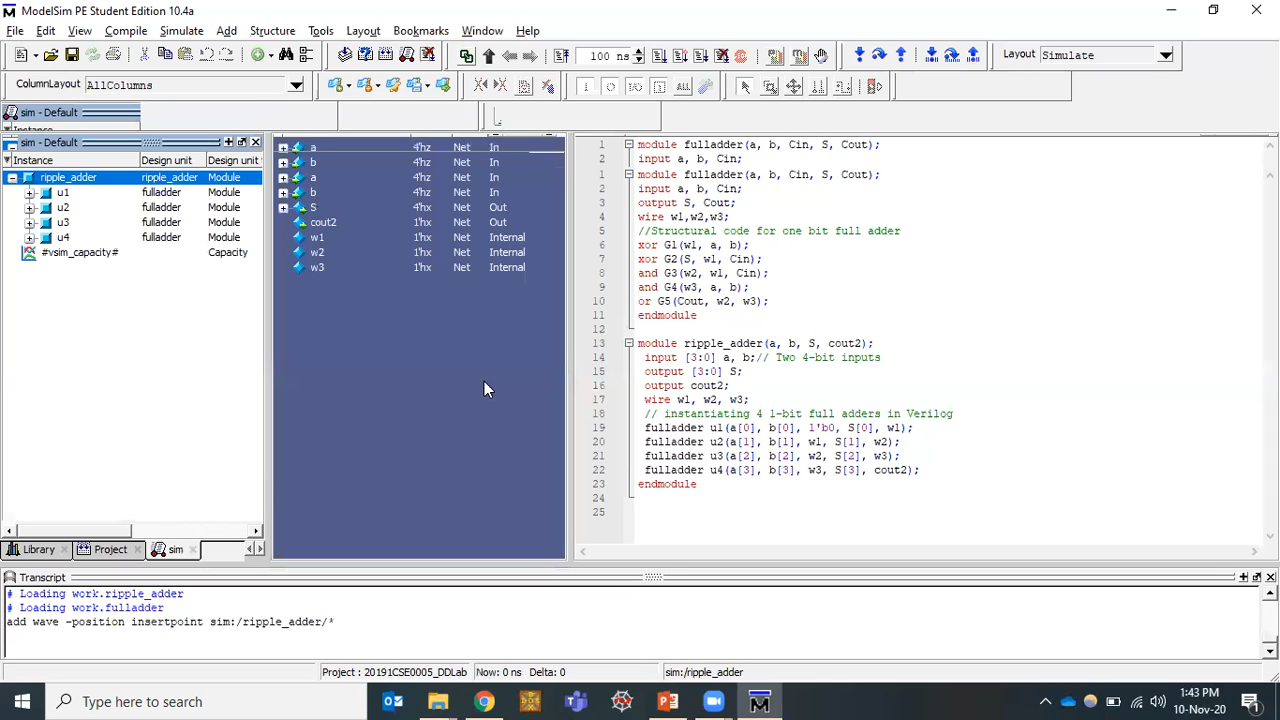 ModelSim PE Student Edition 10.4a
File Edit View Compile Simulate Add Structure Tools Layout Bookmarks Window Help
100 ns
Layout Simulate
ColumnLayout AllColumns
sim - Default
Instance
sim - Default
Instance Design unit Design unit
ripple_adder ripple_adder Module
u1 fulladder Module
u2 fulladder Module
u3 fulladder Module
u4 fulladder Module
#vsim_capacity# Capacity
Library Project sim
a 4'hz Net In
b 4'hz Net In
a 4'hz Net In
b 4'hz Net In
S 4'hx Net Out
cout2 1'hx Net Out
w1 1'hx Net Internal
w2 1'hx Net Internal
w3 1'hx Net Internal
1 module fulladder(a, b, Cin, S, Cout);
2 input a, b, Cin;
1 module fulladder(a, b, Cin, S, Cout);
2 input a, b, Cin;
3 output S, Cout;
4 wire w1,w2,w3;
5 //Structural code for one bit full adder
6 xor G1(w1, a, b);
7 xor G2(S, w1, Cin);
8 and G3(w2, w1, Cin);
9 and G4(w3, a, b);
10 or G5(Cout, w2, w3);
11 endmodule
12
13 module ripple_adder(a, b, S, cout2);
14 input [3:0] a, b;// Two 4-bit inputs
15 output [3:0] S;
16 output cout2;
17 wire w1, w2, w3;
18 // instantiating 4 1-bit full adders in Verilog
19 fulladder u1(a[0], b[0], 1'b0, S[0], w1);
20 fulladder u2(a[1], b[1], w1, S[1], w2);
21 fulladder u3(a[2], b[2], w2, S[2], w3);
22 fulladder u4(a[3], b[3], w3, S[3], cout2);
23 endmodule
24
25
Transcript
# Loading work.ripple_adder
# Loading work.fulladder
add wave -position insertpoint sim:/ripple_adder/*
Project : 20191CSE0005_DDLab Now: 0 ns Delta: 0 sim:/ripple_adder
Type here to search
1:43 PM
10-Nov-20